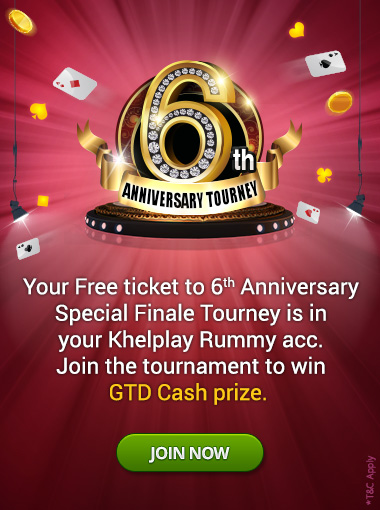 6th
ANNIVERSARY TOURNEY
Your Free ticket to 6th Anniversary
Special Finale Tourney is in
your Khelplay Rummy acc.
Join the tournament to win
GTD Cash prize.
JOIN NOW
*T&C Apply